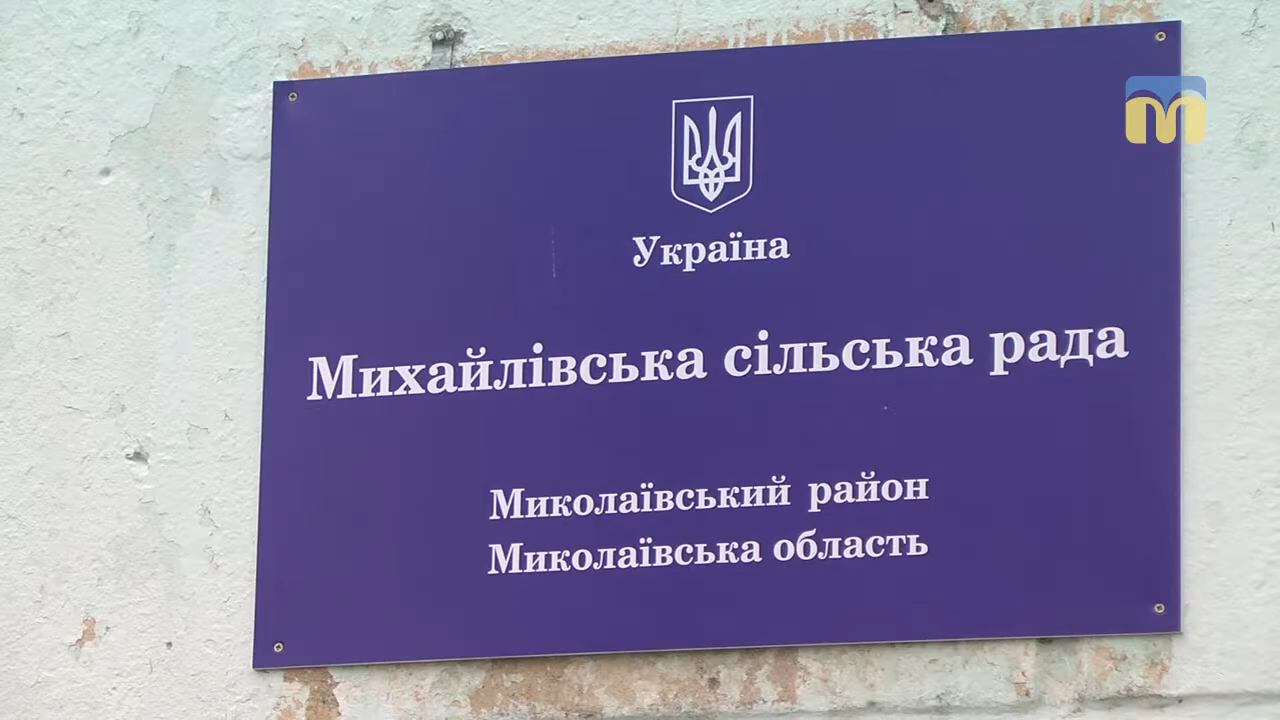 Україна
Михайлівська сільська рада
Миколаївський район
Миколаївська область